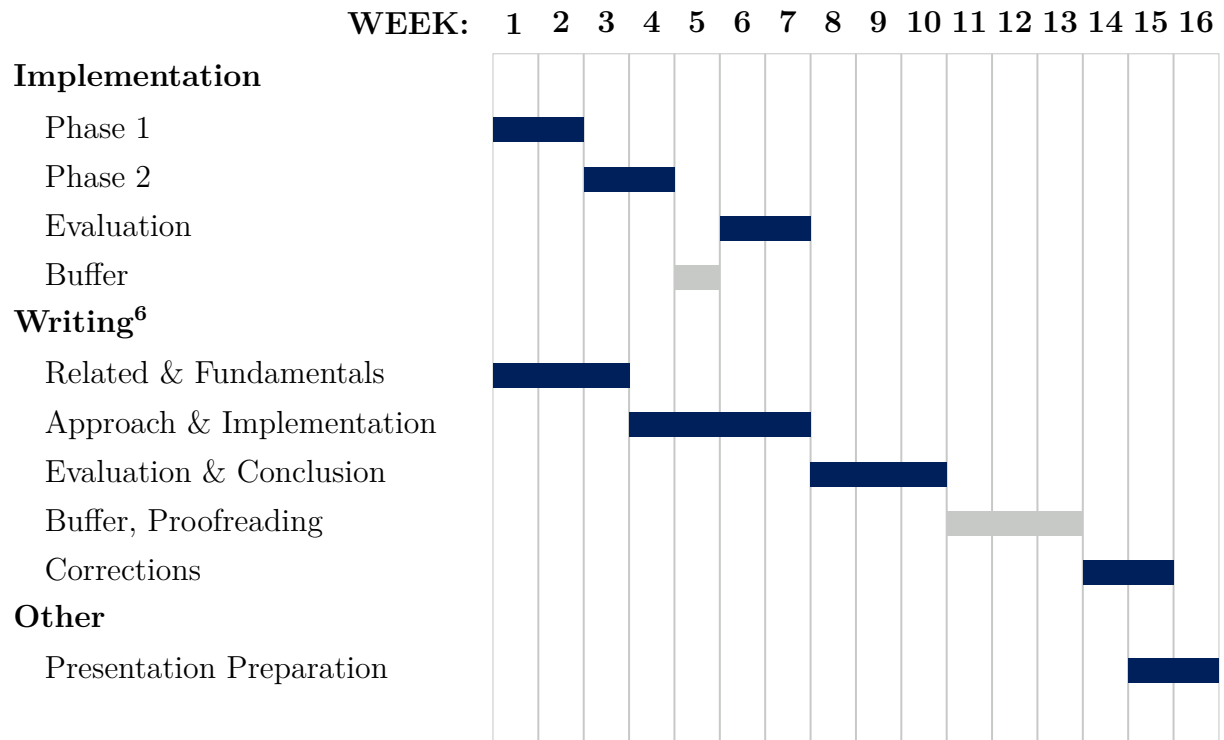 WEEK: 1 2 3 4 5 6 7 8 9 10 11 12 13 14 15 16
Implementation
Phase 1
Phase 2
Evaluation
Buffer
Writing⁶
Related & Fundamentals
Approach & Implementation
Evaluation & Conclusion
Buffer, Proofreading
Corrections
Other
Presentation Preparation